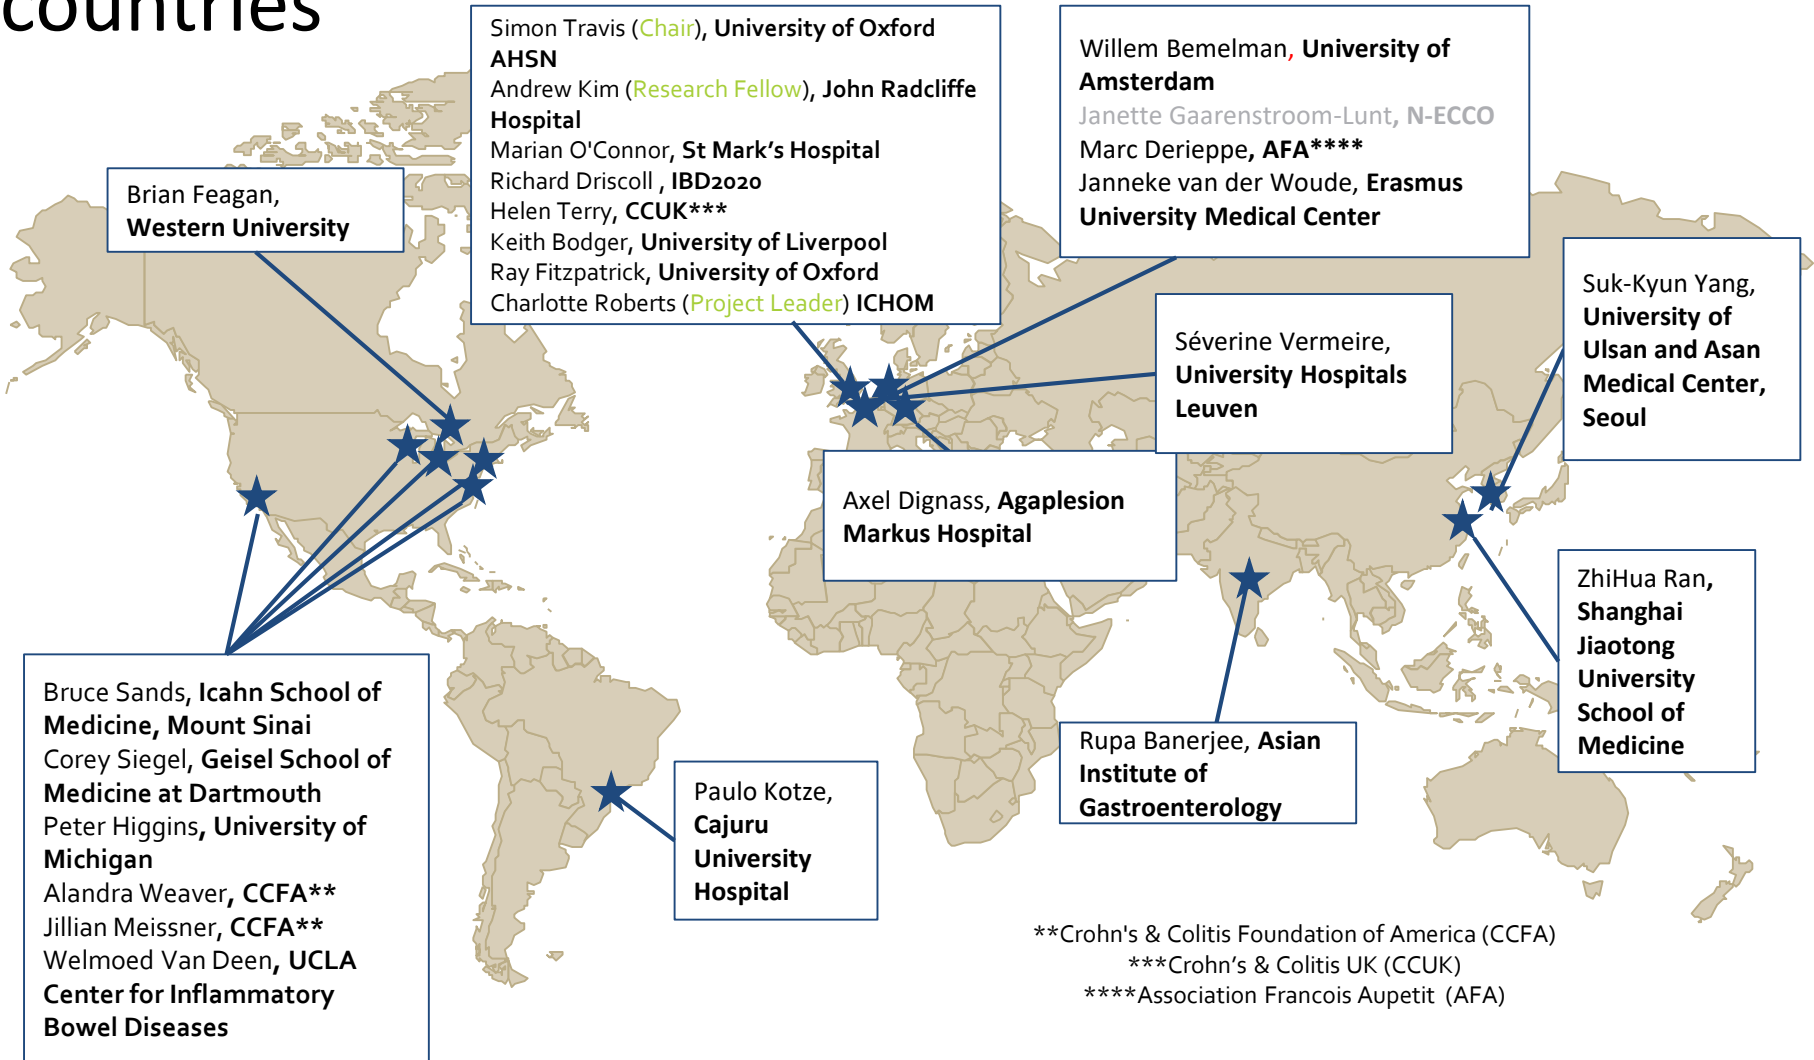 countries
Simon Travis (Chair), University of Oxford
AHSN
Andrew Kim (Research Fellow), John Radcliffe
Hospital
Marian O'Connor, St Mark’s Hospital
Richard Driscoll , IBD2020
Helen Terry, CCUK***
Keith Bodger, University of Liverpool
Ray Fitzpatrick, University of Oxford
Charlotte Roberts (Project Leader) ICHOM
Willem Bemelman, University of
Amsterdam
Janette Gaarenstroom-Lunt, N-ECCO
Marc Derieppe, AFA****
Janneke van der Woude, Erasmus
University Medical Center
Brian Feagan,
Western University
Suk-Kyun Yang,
University of
Ulsan and Asan
Medical Center,
Seoul
Séverine Vermeire,
University Hospitals
Leuven
Axel Dignass, Agaplesion
Markus Hospital
ZhiHua Ran,
Shanghai
Jiaotong
University
School of
Medicine
Bruce Sands, Icahn School of
Medicine, Mount Sinai
Corey Siegel, Geisel School of
Medicine at Dartmouth
Peter Higgins, University of
Michigan
Alandra Weaver, CCFA**
Jillian Meissner, CCFA**
Welmoed Van Deen, UCLA
Center for Inflammatory
Bowel Diseases
Paulo Kotze,
Cajuru
University
Hospital
Rupa Banerjee, Asian
Institute of
Gastroenterology
**Crohn's & Colitis Foundation of America (CCFA)
***Crohn’s & Colitis UK (CCUK)
****Association Francois Aupetit (AFA)